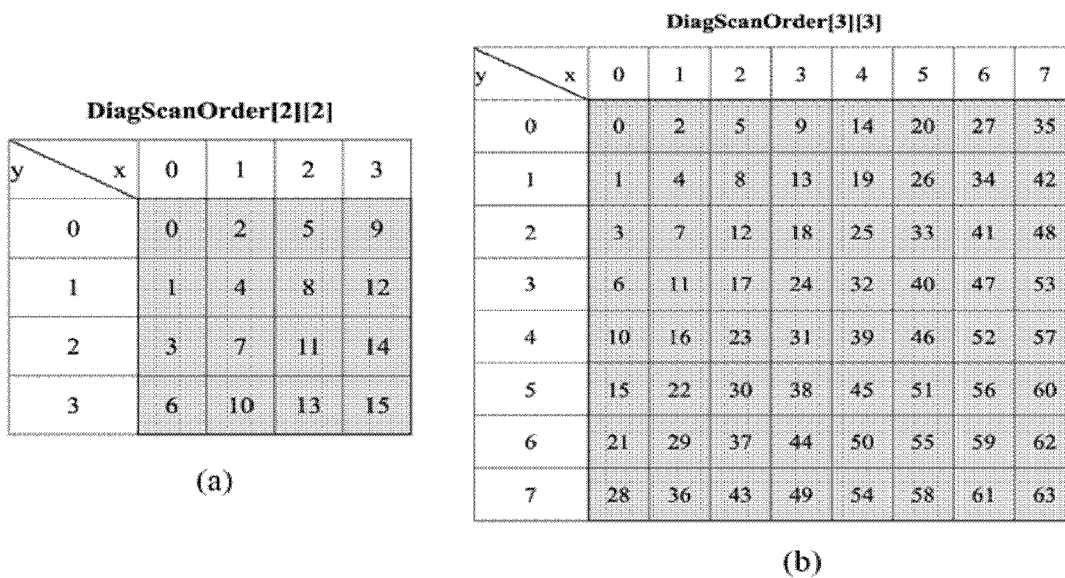 DiagScanOrder[2][2]
y x 0 1 2 3
0 0 2 5 9
1 1 4 8 12
2 3 7 11 14
3 6 10 13 15
(a)
DiagScanOrder[3][3]
y x 0 1 2 3 4 5 6 7
0 0 2 5 9 14 20 27 35
1 1 4 8 13 19 26 34 42
2 3 7 12 18 25 33 41 48
3 6 11 17 24 32 40 47 53
4 10 16 23 31 39 46 52 57
5 15 22 30 38 45 51 56 60
6 21 29 37 44 50 55 59 62
7 28 36 43 49 54 58 61 63
(b)